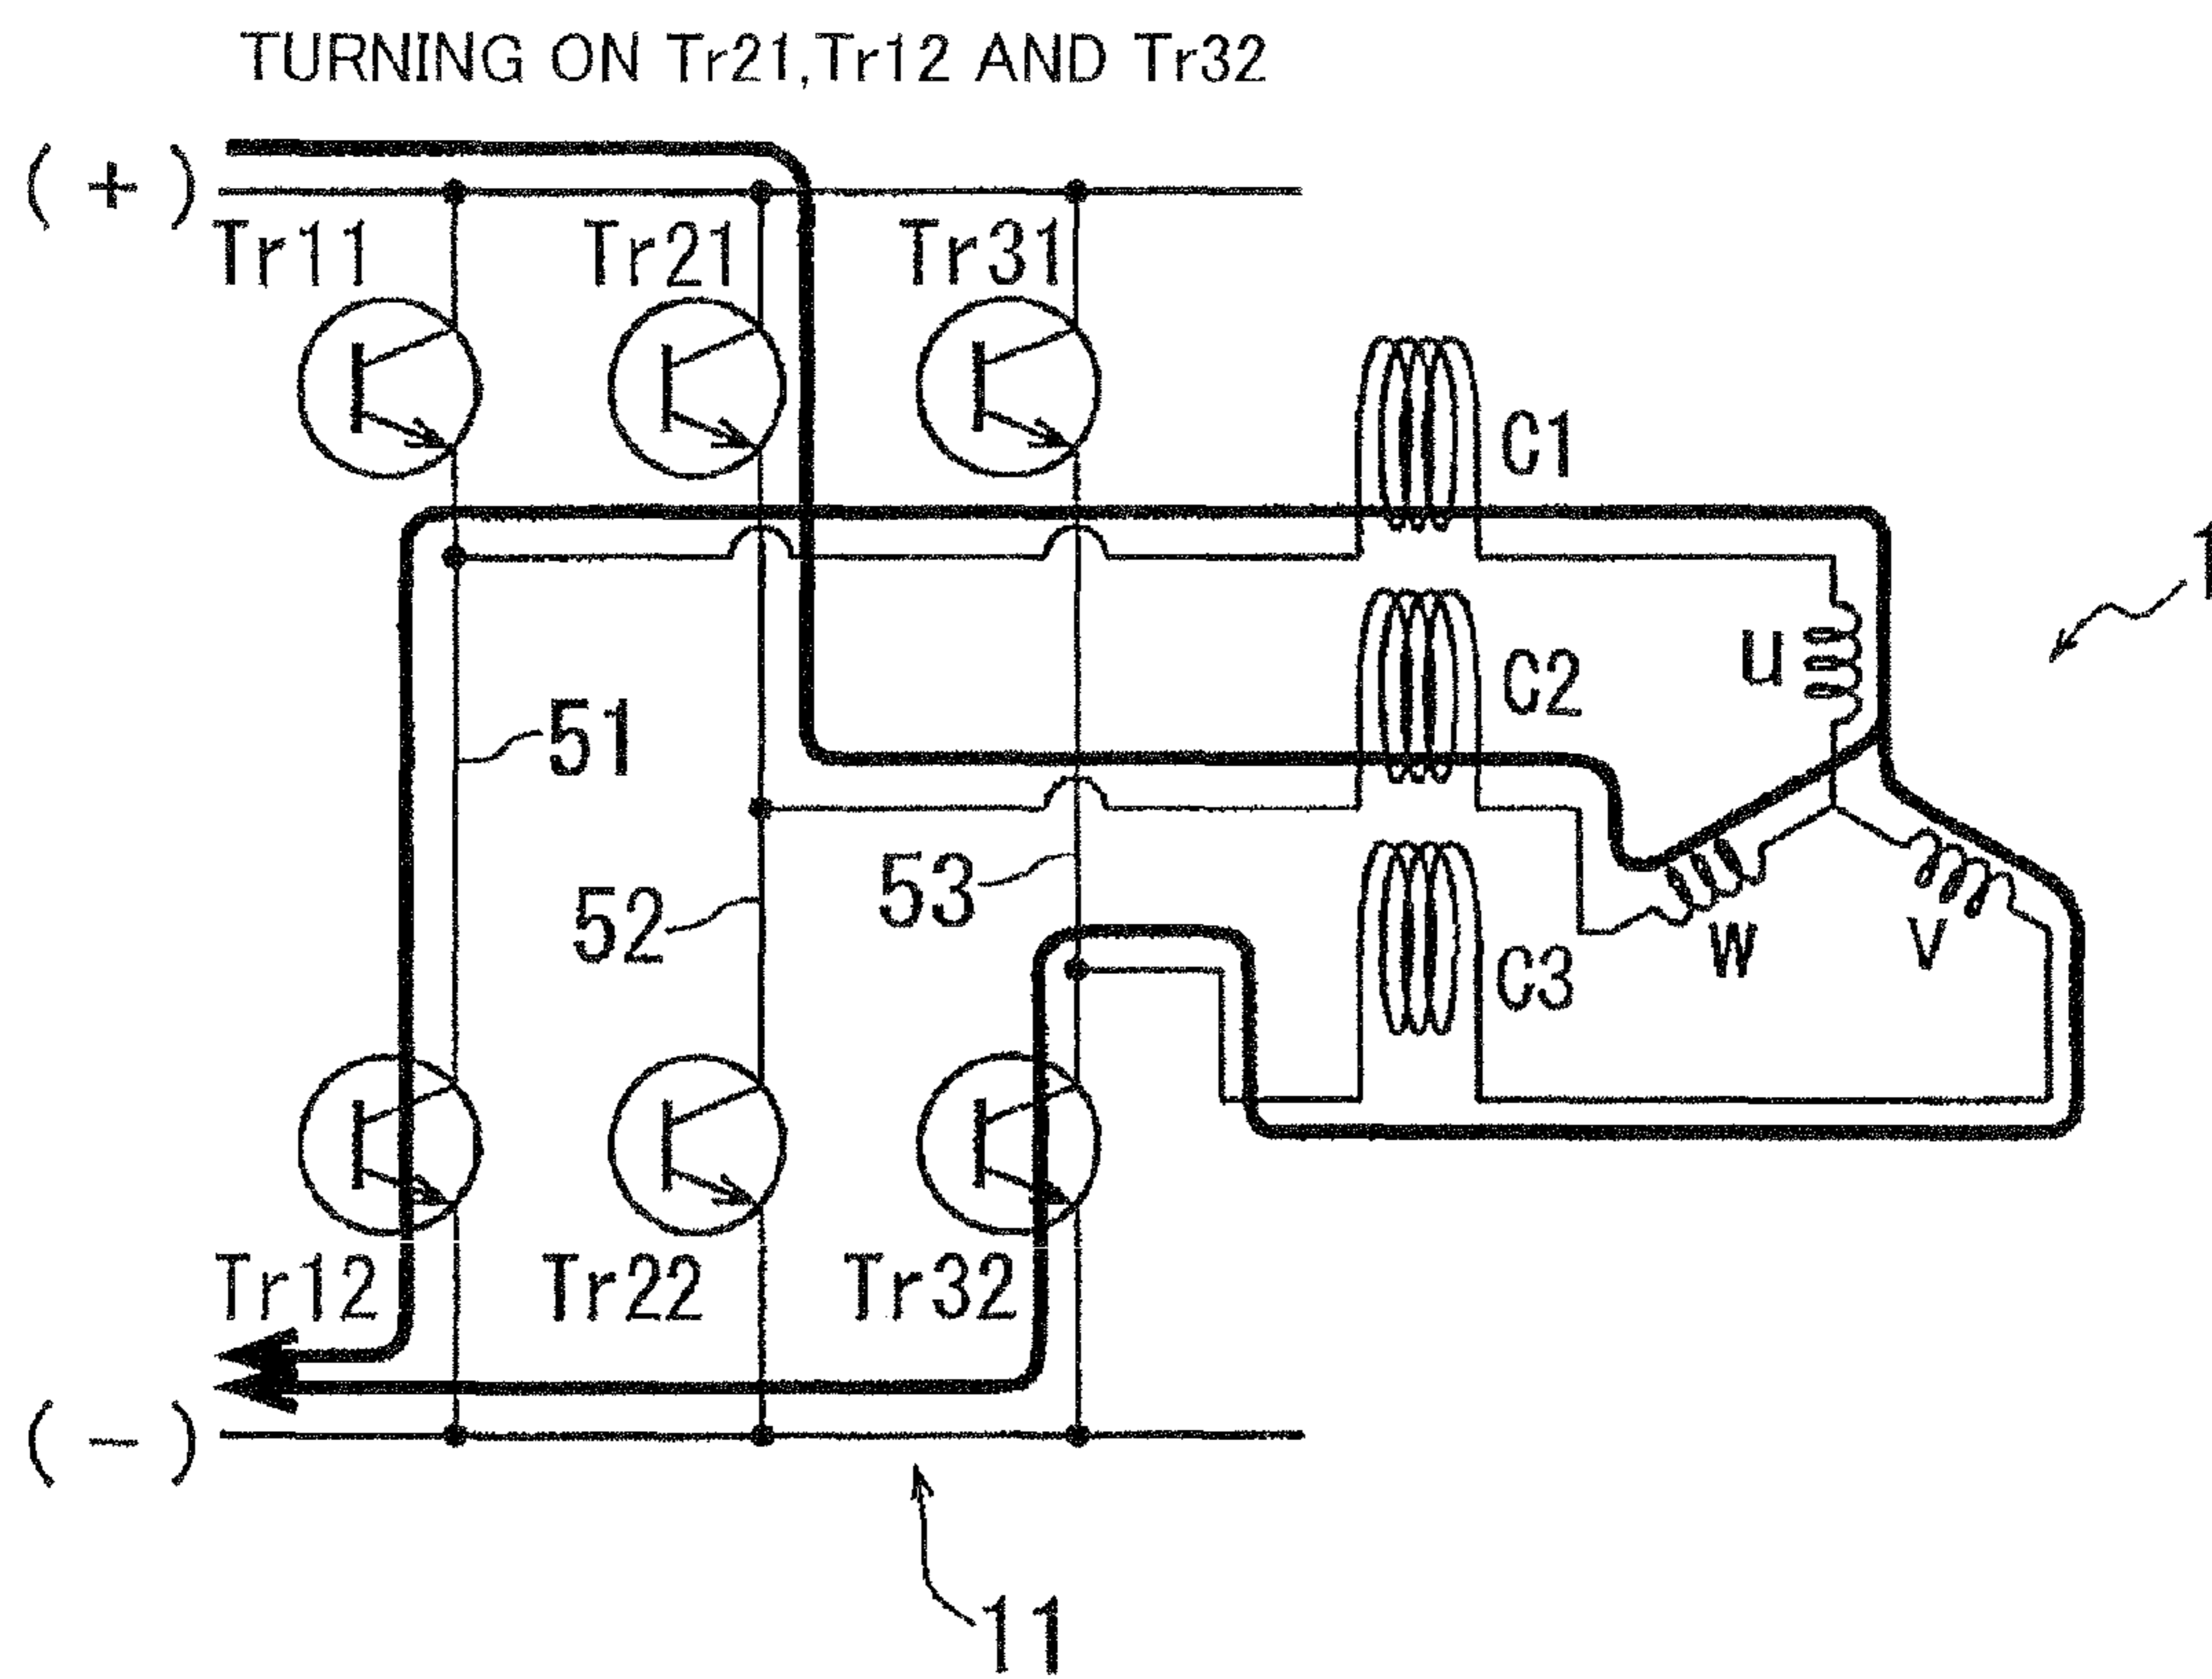 TURNING ON Tr21,Tr12 AND Tr32
(+)
Tr11 Tr21 Tr31
C1
1
U
C2
51
53
52
W V
C3
Tr12 Tr22 Tr32
(-)
11